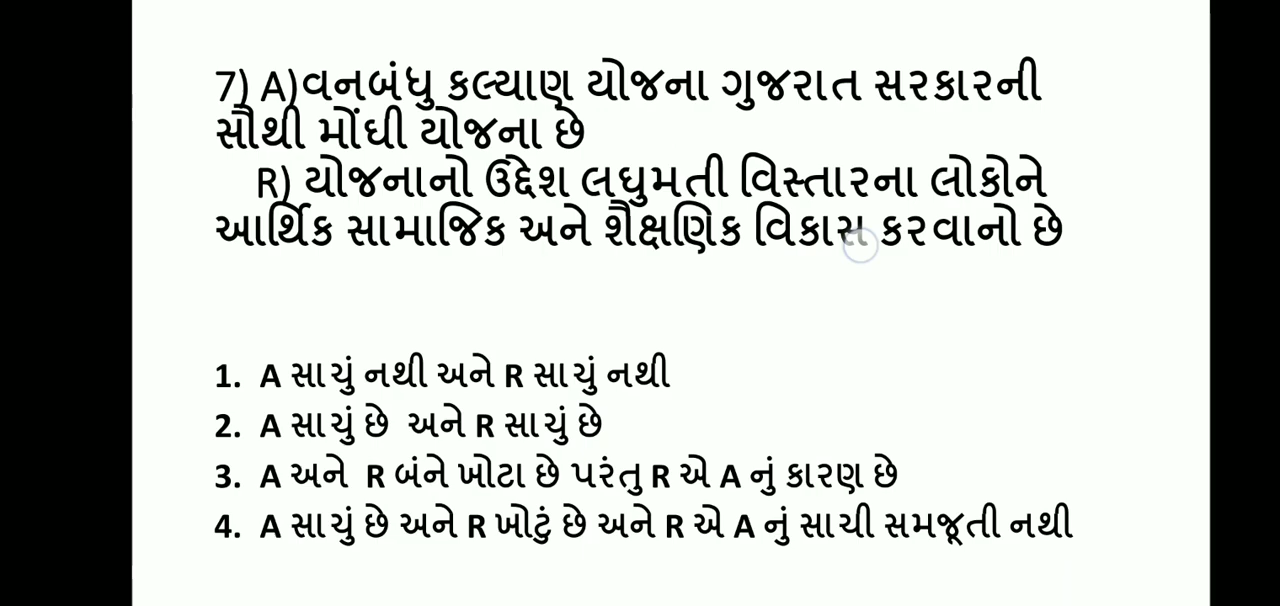 7) A)વનબંધુ કલ્યાણ યોજના ગુજરાત સરકારની
સૌથી મોંઘી યોજના છે
R) યોજનાનો ઉદ્દેશ લઘુમતી વિસ્તારના લોકોને
આર્થિક સામાજિક અને શૈક્ષણિક વિકાસ કરવાનો છે
1. A સાચું નથી અને R સાચું નથી
2. A સાચું છે અને R સાચું છે
3. A અને R બંને ખોટા છે પરંતુ R એ A નું કારણ છે
4. A સાચું છે અને R ખોટું છે અને R એ A નું સાચી સમજૂતી નથી